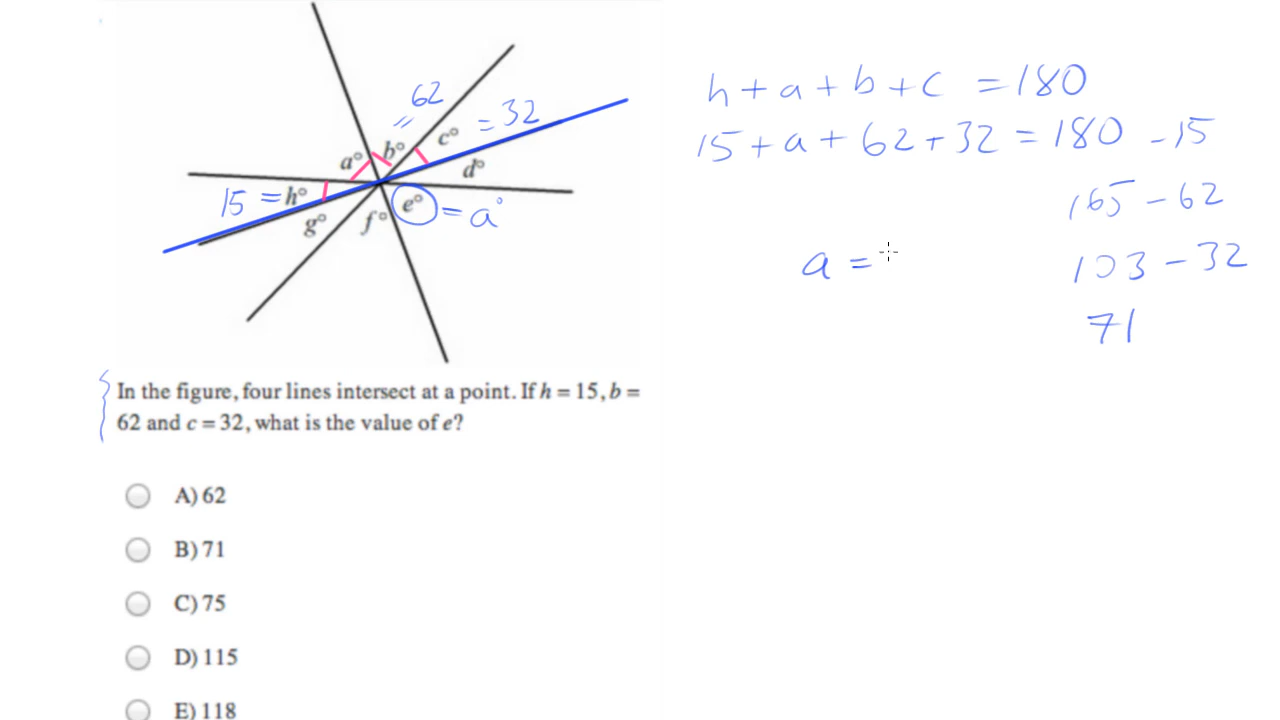 62
= 32
a° b° c°
d°
15 = h°
e° = a°
g° f°
h + a + b + c = 180
15 + a + 62 + 32 = 180 - 15
165 - 62
a =
103 - 32
71
In the figure, four lines intersect at a point. If h = 15, b =
62 and c = 32, what is the value of e?
A) 62
B) 71
C) 75
D) 115
E) 118